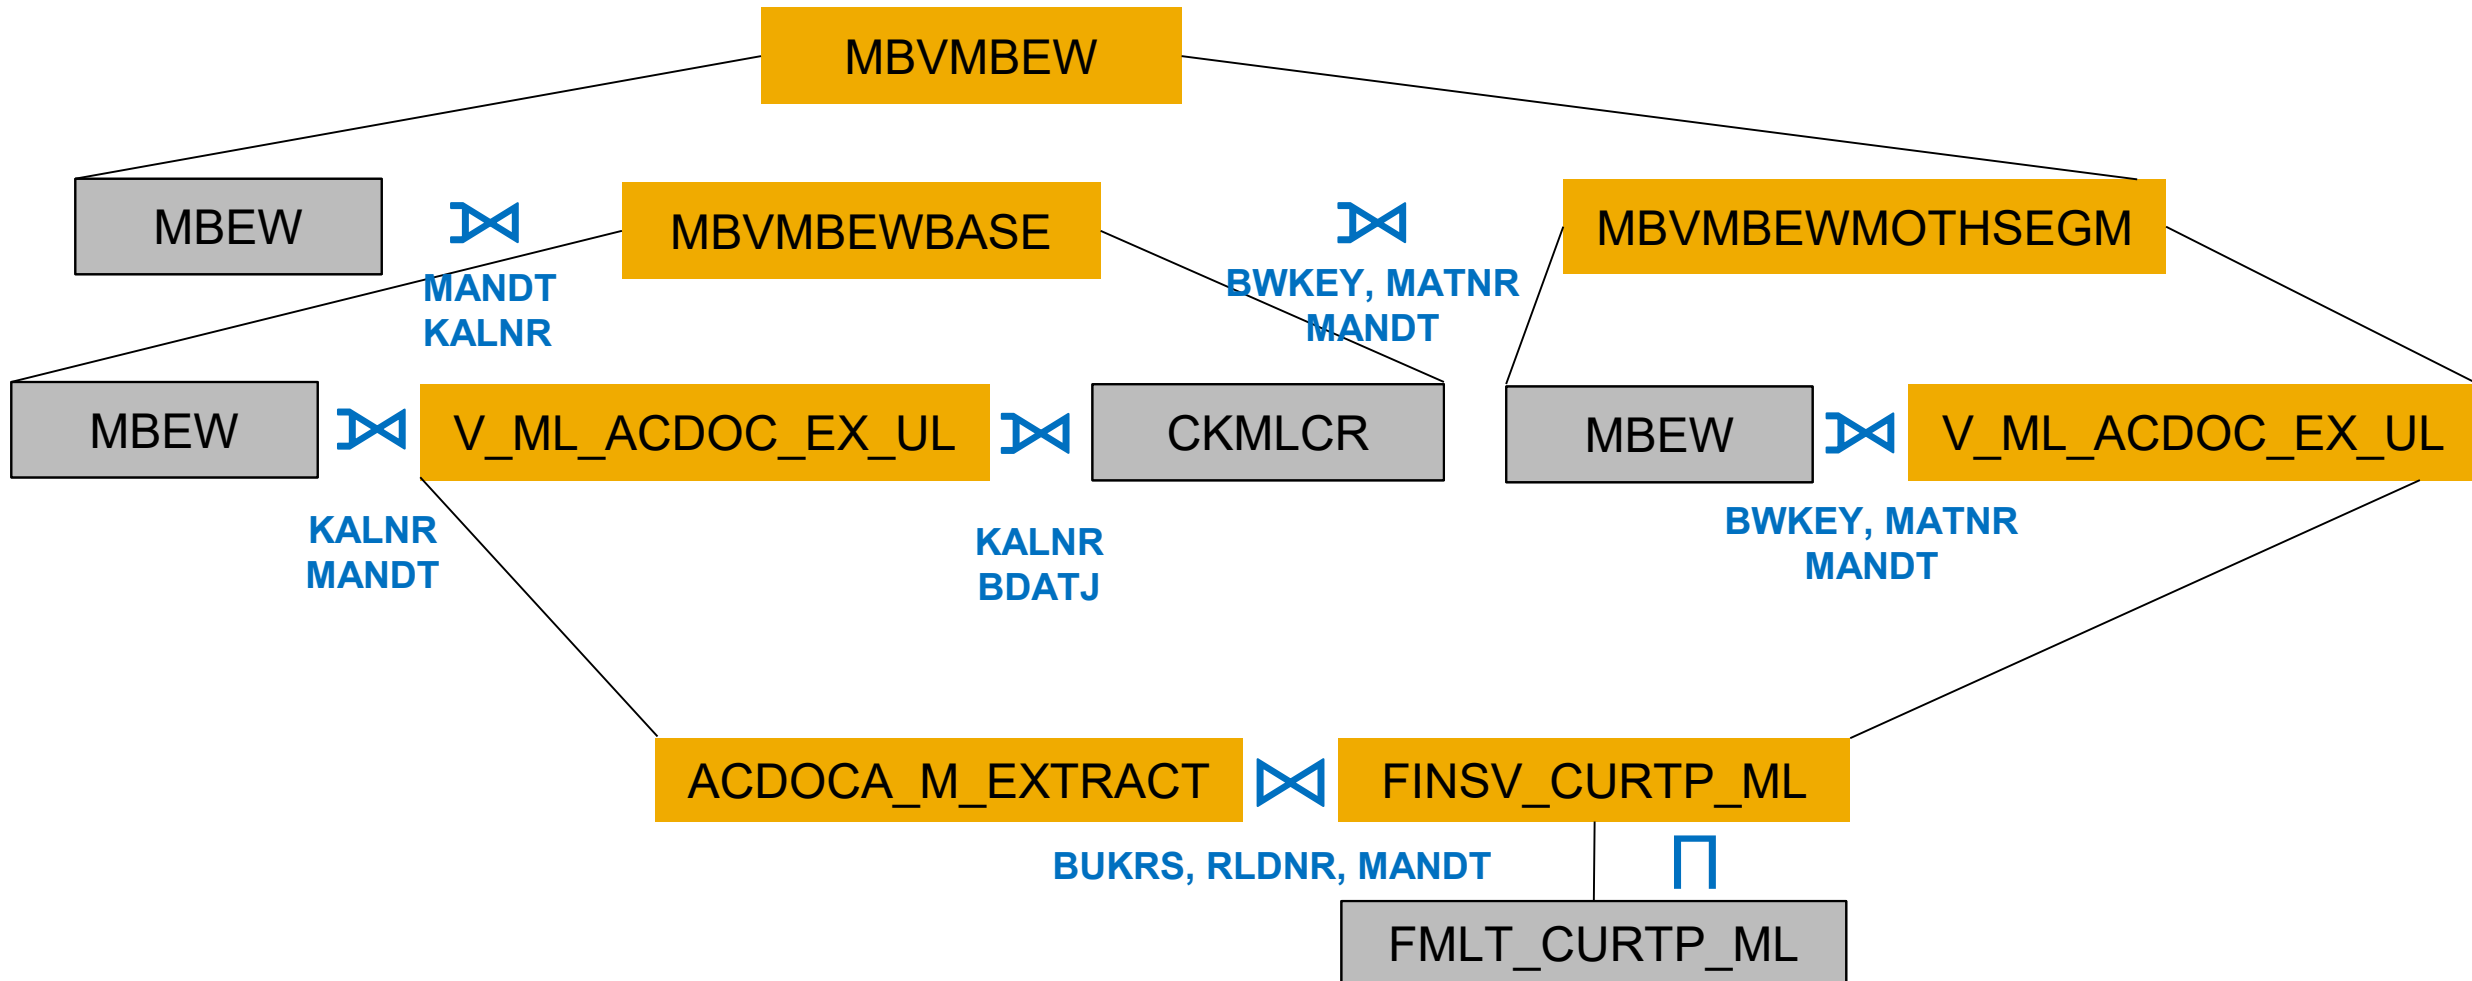 MBVMBEW
MBEW
MBVMBEWBASE
MBVMBEWMOTHSEGM
MANDT
KALNR
BWKEY, MATNR
MANDT
MBEW
V_ML_ACDOC_EX_UL
CKMLCR
MBEW
V_ML_ACDOC_EX_UL
KALNR
MANDT
KALNR
BDATJ
BWKEY, MATNR
MANDT
ACDOCA_M_EXTRACT
FINSV_CURTP_ML
BUKRS, RLDNR, MANDT
FMLT_CURTP_ML